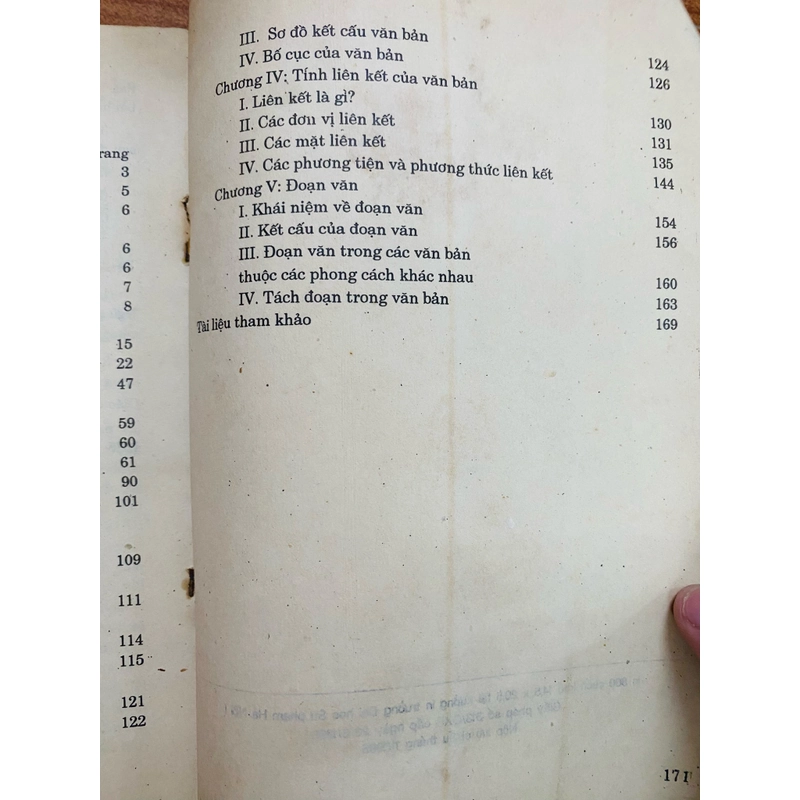 rang
3
5
6
6
6
7
8
15
22
47
59
60
61
90
101
109
111
114
115
121
122
III. Sơ đồ kết cấu văn bản
IV. Bố cục của văn bản 124
Chương IV: Tính liên kết của văn bản 126
I. Liên kết là gì?
II. Các đơn vị liên kết 130
III. Các mặt liên kết 131
IV. Các phương tiện và phương thức liên kết 135
Chương V: Đoạn văn 144
I. Khái niệm về đoạn văn
II. Kết cấu của đoạn văn 154
III. Đoạn văn trong các văn bản 156
thuộc các phong cách khác nhau 160
IV. Tách đoạn trong văn bản 163
Tài liệu tham khảo 169
171